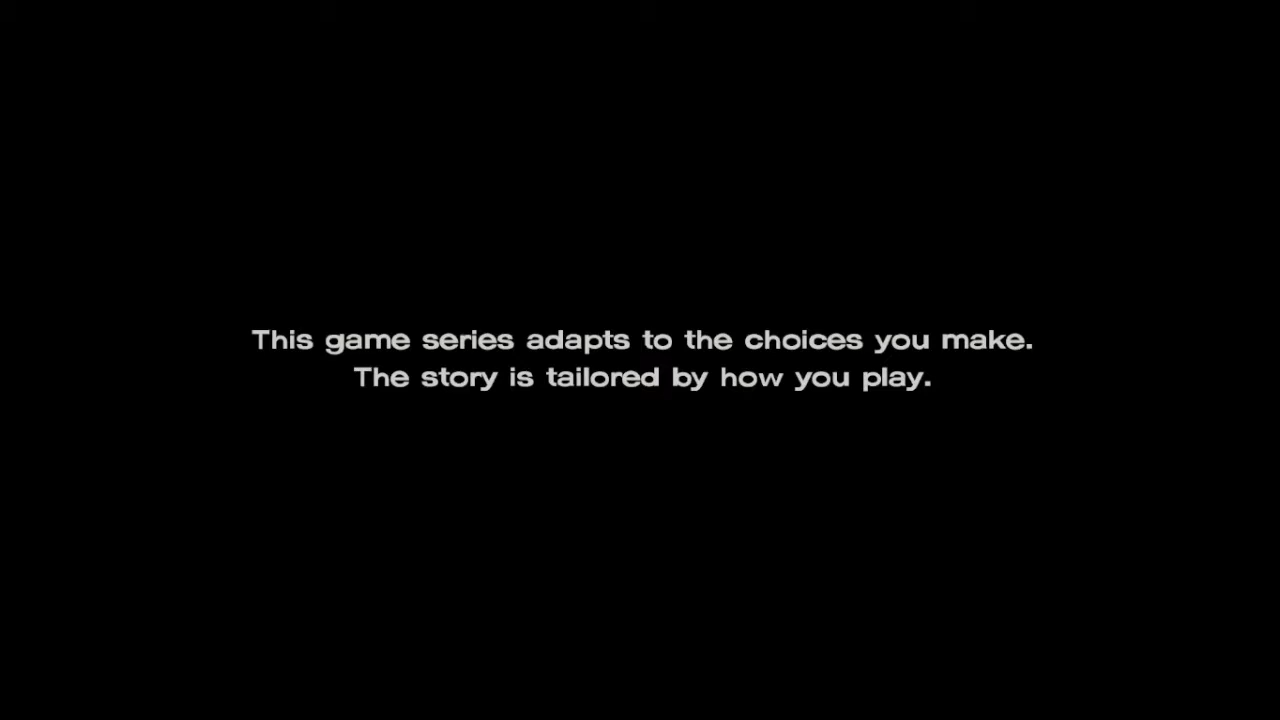 This game series adapts to the choices you make.
The story is tailored by how you play.